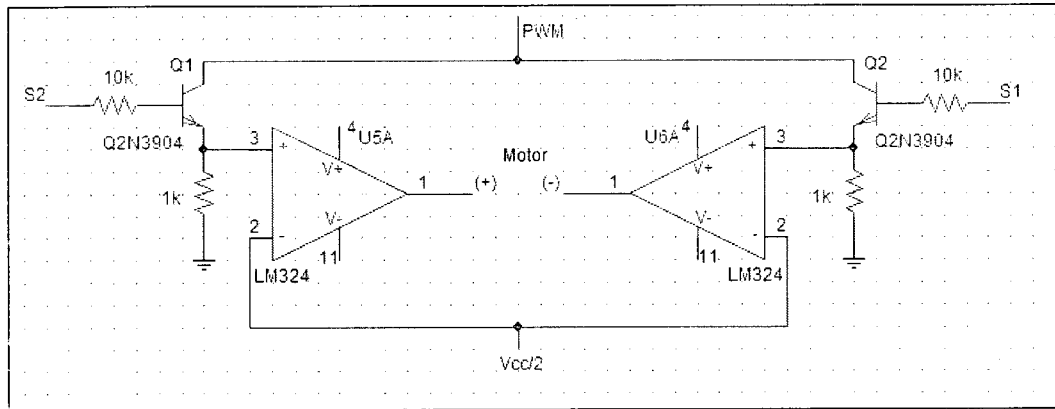 PWM
Q1
Q2
10k
10k
S2
S1
Q2N3904
Q2N3904
3
4
U5A
U6A
4
3
+
V+
Motor
V+
+
1
(+)
(-)
1
1k
1k
2
-
V-
V-
-
2
11
11
LM324
LM324
Vcc/2